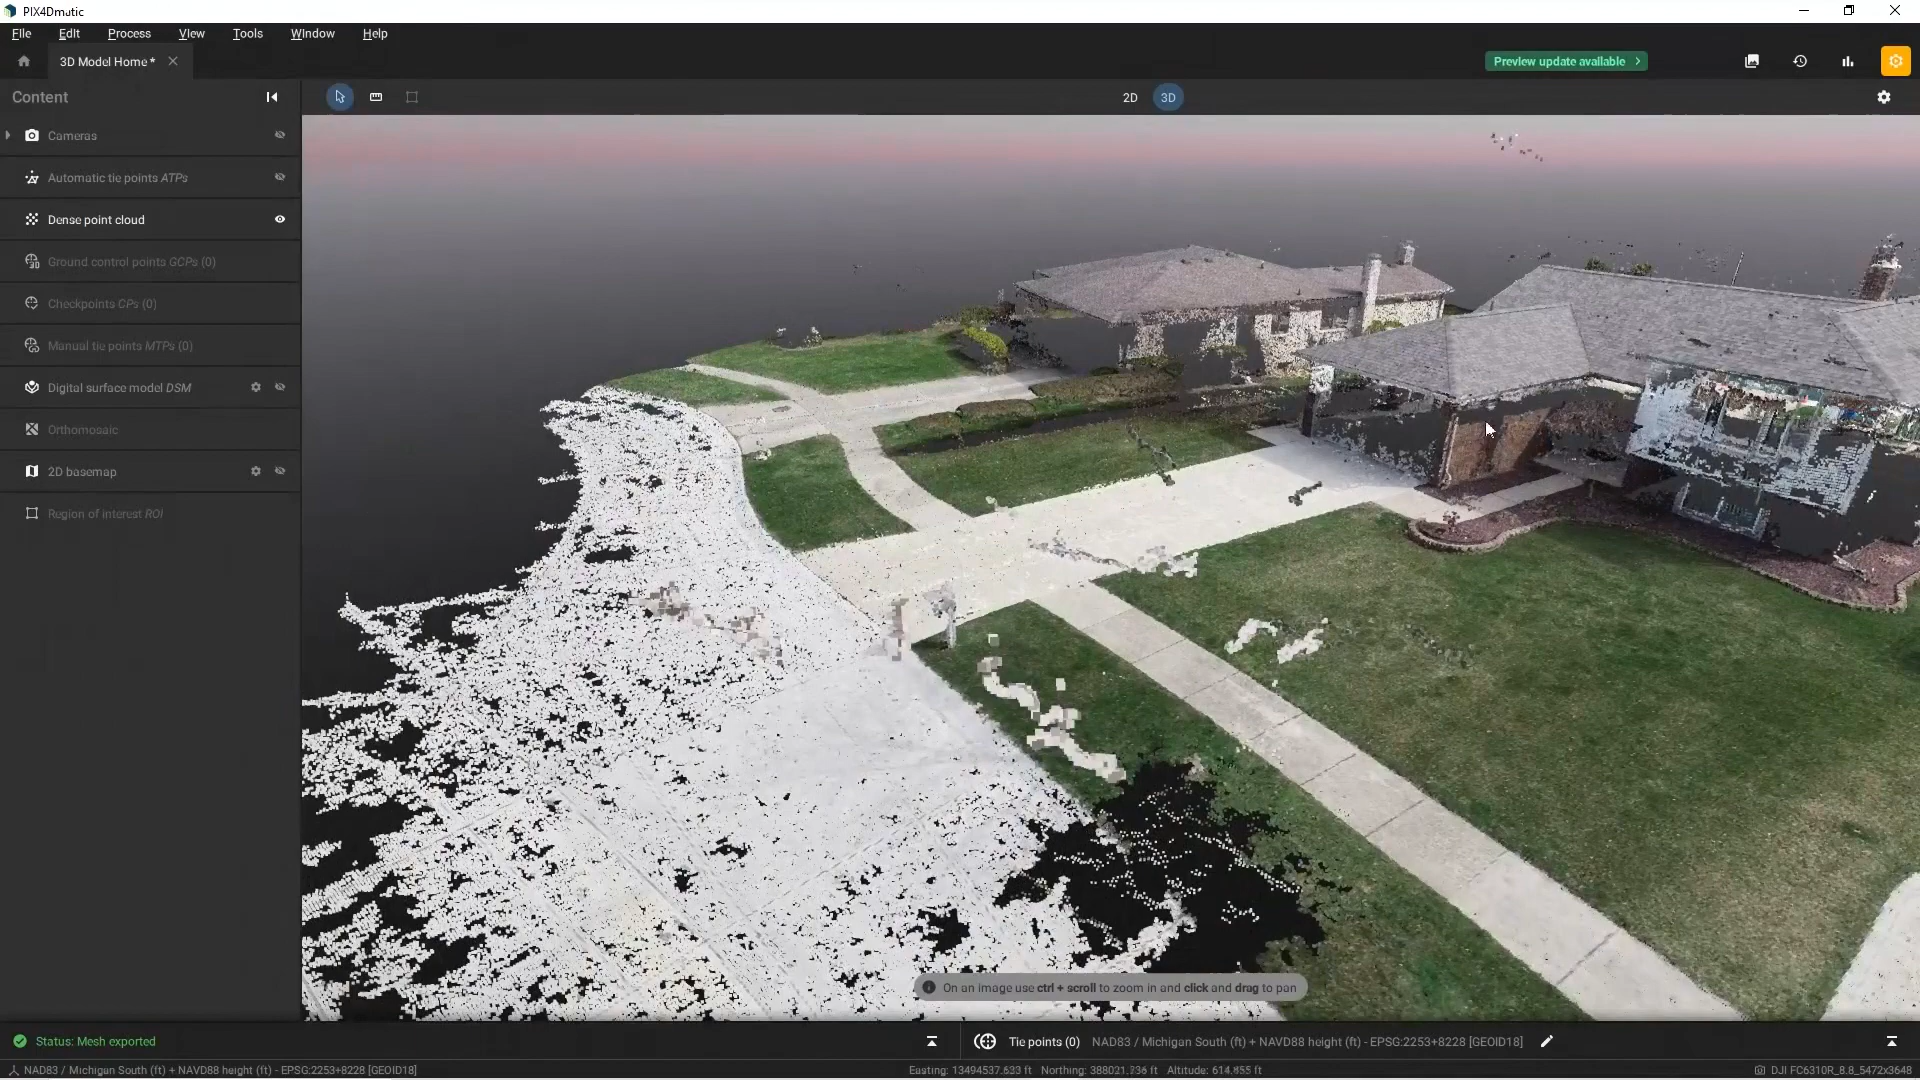 PIX4Dmatic
File Edit Process View Tools Window Help
3D Model Home *
Preview update available
Content
2D 3D
Cameras
Automatic tie points ATPs
Dense point cloud
Ground control points GCPs (0)
Checkpoints CPs (0)
Manual tie points MTPs (0)
Digital surface model DSM
Orthomosaic
2D basemap
Region of interest ROI
On an image use ctrl + scroll to zoom in and click and drag to pan
Status: Mesh exported
Tie points (0) NAD83 / Michigan South (ft) + NAVD88 height (ft) - EPSG:2253+8228 [GEOID18]
NAD83 / Michigan South (ft) + NAVD88 height (ft) - EPSG:2253+8228 [GEOID18]
Easting: 13494537.633 ft Northing: 388021.736 ft Altitude: 614.855 ft
DJI FC6310R_8.8_5472x3648